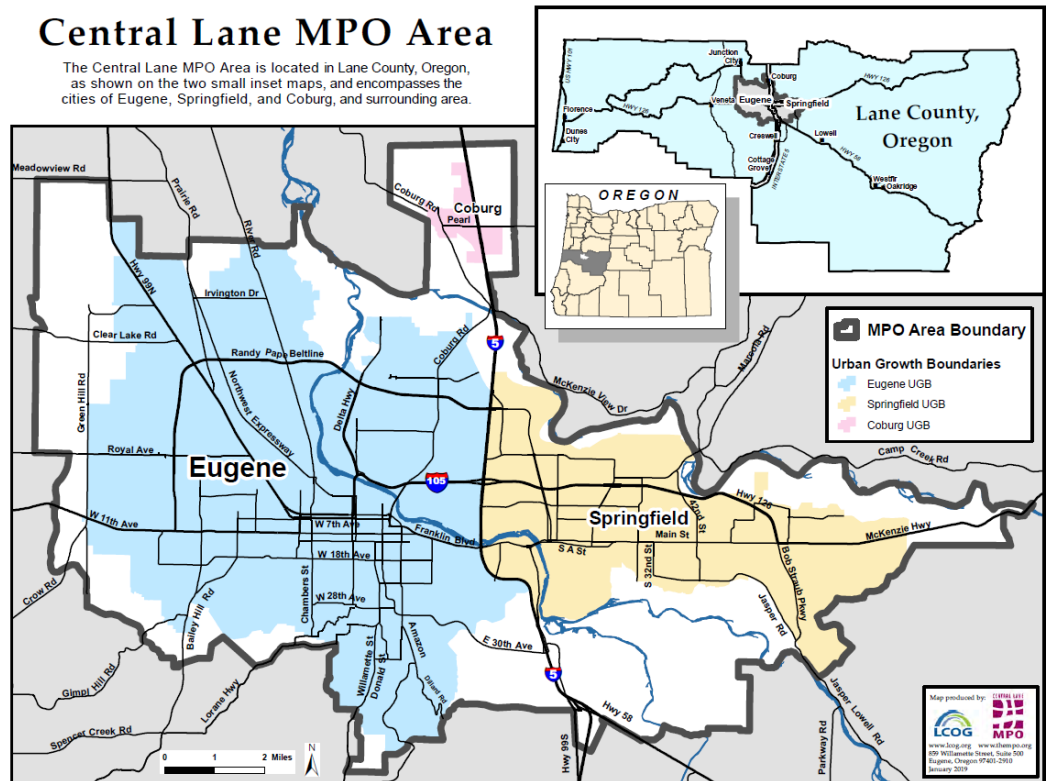 Central Lane MPO Area
The Central Lane MPO Area is located in Lane County, Oregon,
as shown on the two small inset maps, and encompasses the
cities of Eugene, Springfield, and Coburg, and surrounding area.
Junction
City
US HWY 101
Coburg
HWY 126
Veneta
Eugene
Springfield
HWY 126
Florence
Dunes
City
Creswell
Lowell
HWY 58
Cottage
Grove
INTERSTATE 5
Westfir
Oakridge
Lane County,
Oregon
OREGON
MPO Area Boundary
Urban Growth Boundaries
Eugene UGB
Springfield UGB
Coburg UGB
Meadowview Rd
Prairie Rd
River Rd
Coburg Rd
Coburg
Pearl
Hwy 99N
Irvington Dr
Clear Lake Rd
Randy Pape Beltline
Coburg Rd
5
Marcola Rd
Green Hill Rd
Northwest Expressway
Delta Hwy
McKenzie View Dr
Royal Ave
Eugene
105
Camp Creek Rd
Hwy 126
42nd St
Springfield
W 11th Ave
W 7th Ave
Franklin Blvd
Main St
McKenzie Hwy
S A St
W 18th Ave
S 32nd St
Bob Straub Pkwy
Crow Rd
Bailey Hill Rd
Chambers St
W 28th Ave
Jasper Rd
Willamette St
Donald St
Amazon
E 30th Ave
Gimpl Hill Rd
Lorane Hwy
Dillard Rd
5
Hwy 58
Jasper Lowell Rd
Spencer Creek Rd
Hwy 99S
Parkway Rd
0 1 2 Miles
N
Map produced by:
LCOG
CENTRAL LANE
MPO
www.lcog.org www.thempo.org
859 Willamette Street, Suite 500
Eugene, Oregon 97401-2910
January 2019